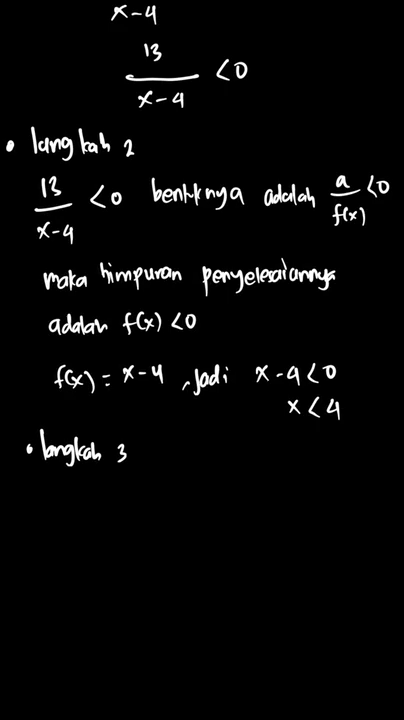 x-4
13
x-4 <0
• langkah 2
13/x-4 <0 bentuknya adalah a/f(x) <0
maka himpunan penyelesaiannya
adalah f(x) <0
f(x) = x-4 , Jadi x-4<0
x<4
• langkah 3